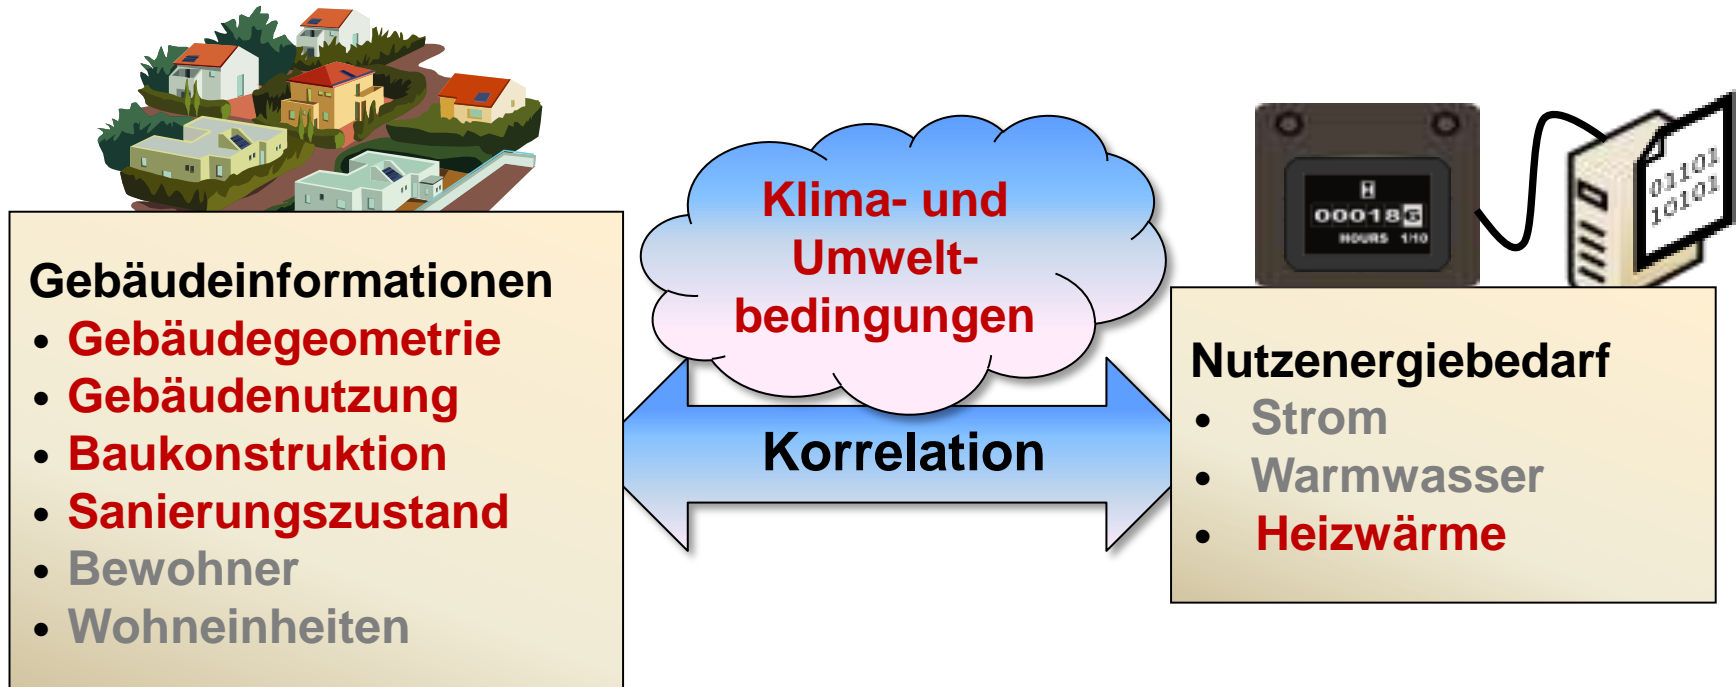 Gebäudeinformationen
• Gebäudegeometrie
• Gebäudenutzung
• Baukonstruktion
• Sanierungszustand
• Bewohner
• Wohneinheiten
Klima- und
Umwelt-
bedingungen
Korrelation
H
00018
HOURS 1/10
01101
10101
Nutzenergiebedarf
• Strom
• Warmwasser
• Heizwärme